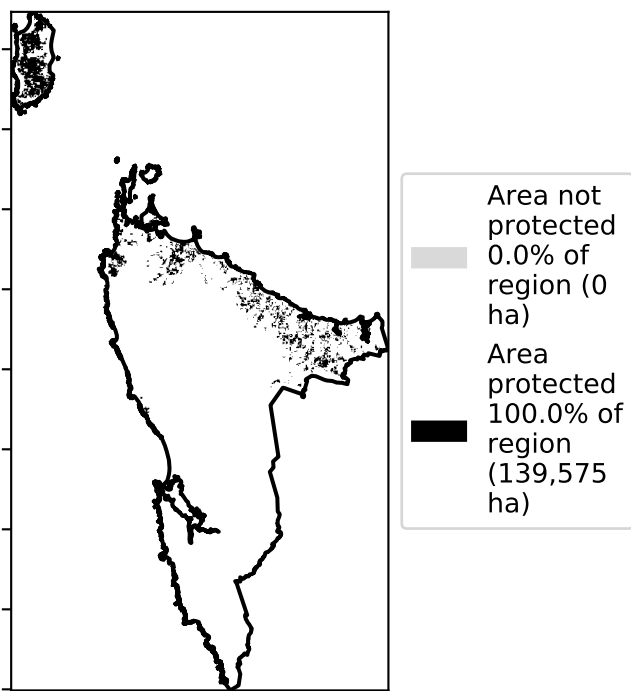 Area not
protected
0.0% of
region (0
ha)
Area
protected
100.0% of
region
(139,575
ha)